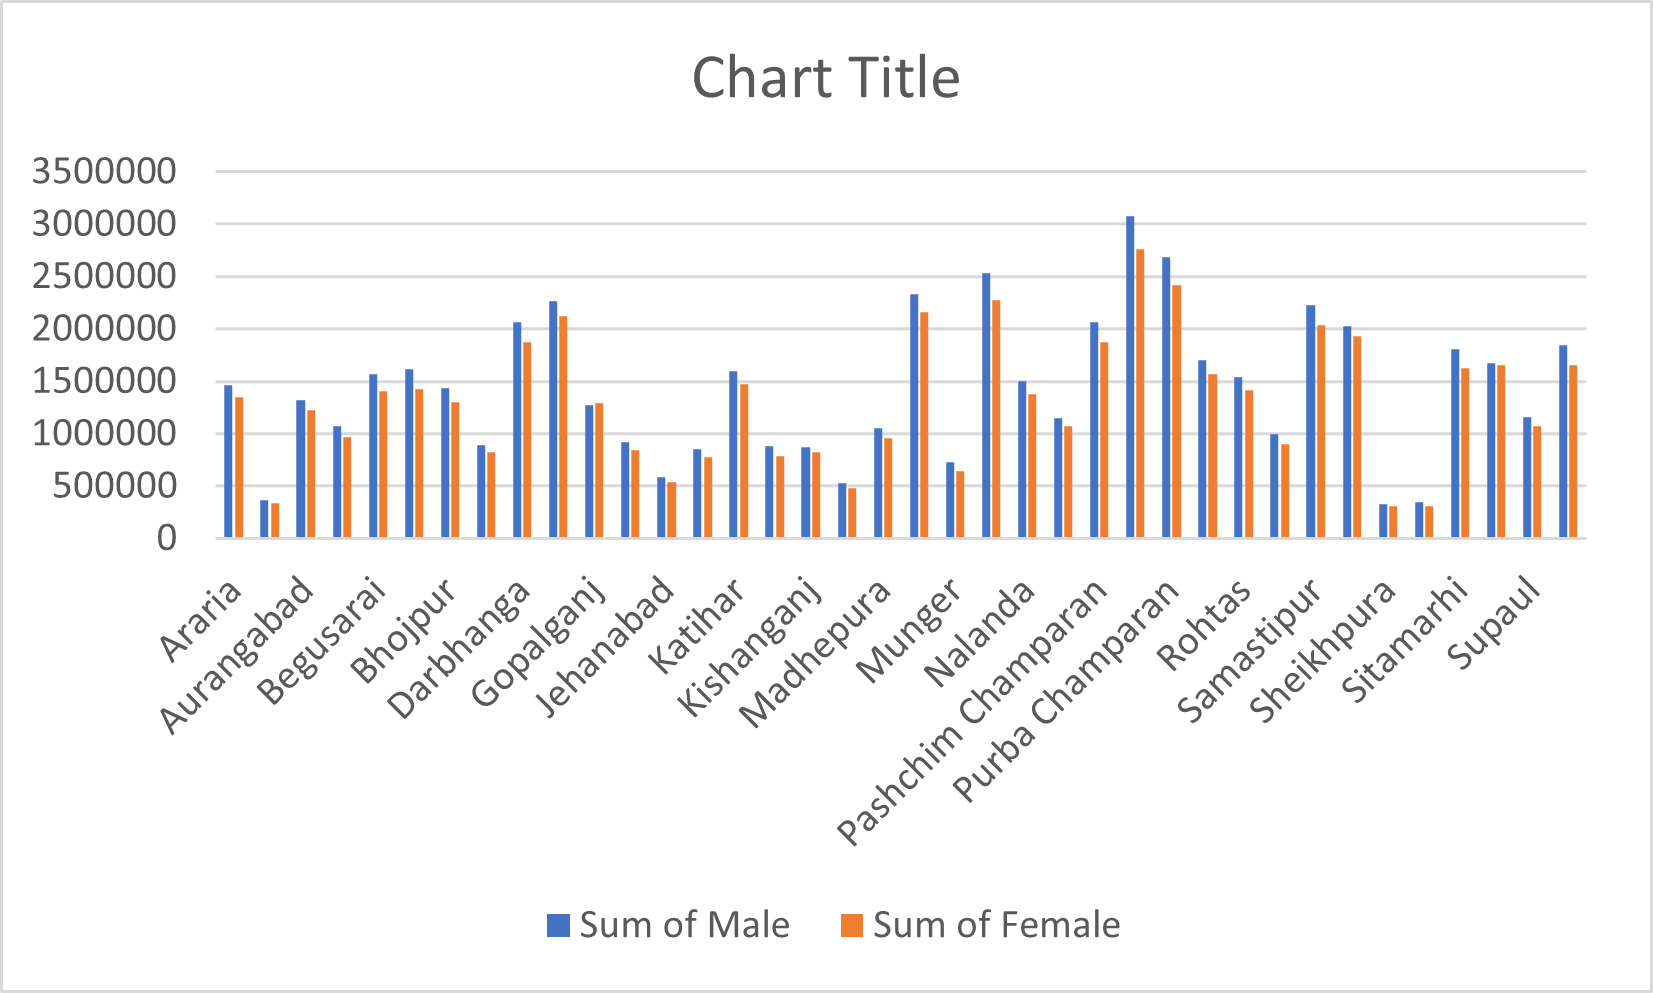 Chart Title
3500000
3000000
2500000
2000000
1500000
1000000
500000
0
Araria
Aurangabad
Begusarai
Bhojpur
Darbhanga
Gopalganj
Jehanabad
Katihar
Kishanganj
Madhepura
Munger
Nalanda
Pashchim Champaran
Purba Champaran
Rohtas
Samastipur
Sheikhpura
Sitamarhi
Supaul
Sum of Male Sum of Female